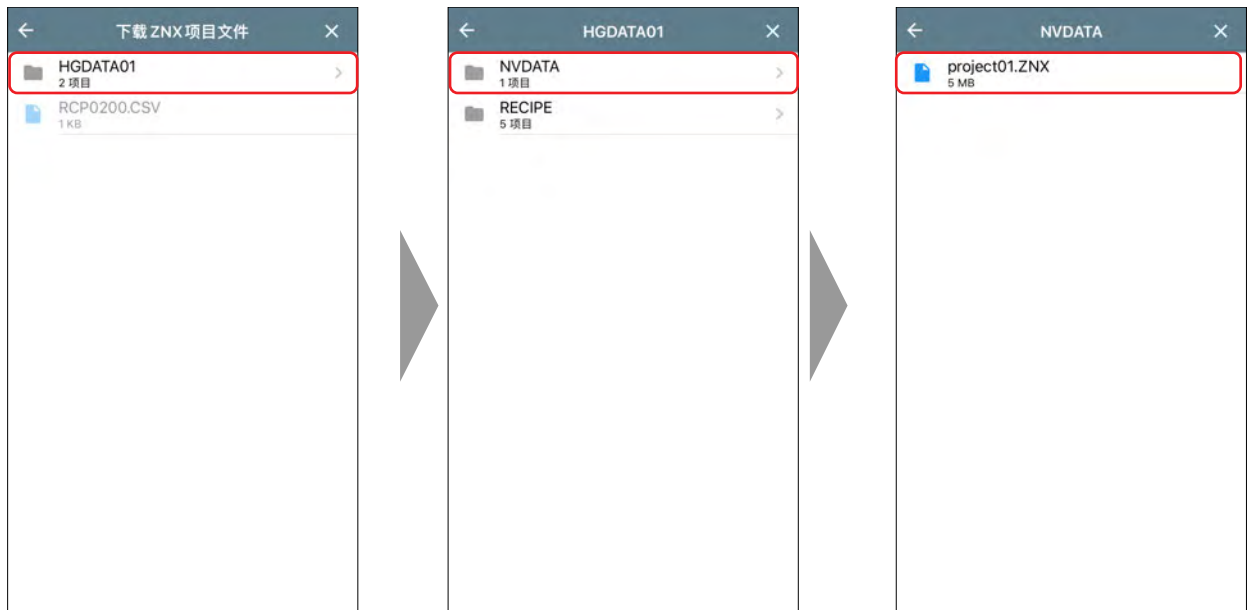 下载 ZNX 项目文件
HGDATA01
2 项目
RCP0200.CSV
1 KB
HGDATA01
NVDATA
1 项目
RECIPE
5 项目
NVDATA
project01.ZNX
5 MB